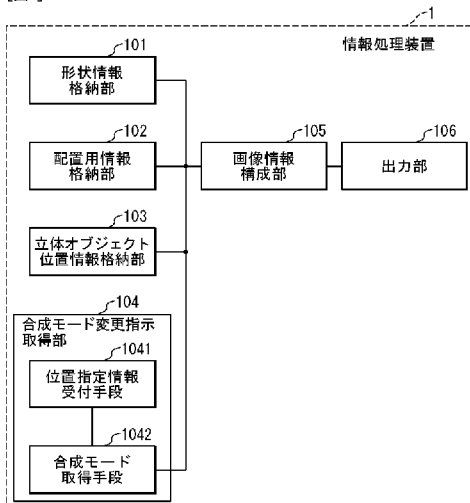 1
情報処理装置
101
形状情報
格納部
102
配置用情報
格納部
105
画像情報
構成部
106
出力部
103
立体オブジェクト
位置情報格納部
104
合成モード変更指示
取得部
1041
位置指定情報
受付手段
1042
合成モード
取得手段